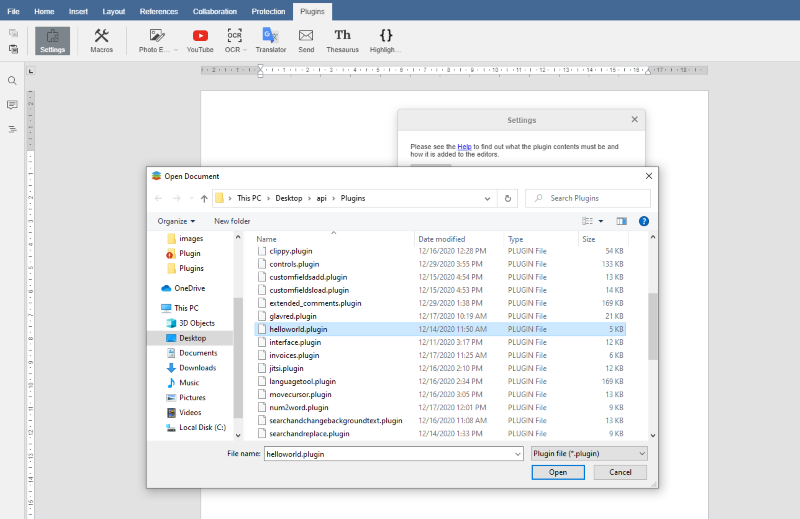 File Home Insert Layout References Collaboration Protection Plugins
Settings Macros Photo E... YouTube OCR Translator Send Thesaurus Highligh...
Settings
Please see the Help to find out what the plugin contents must be and
how it is added to the editors.
Open Document
This PC > Desktop > api > Plugins Search Plugins
Organize New folder
images
Plugin
Plugins
OneDrive
This PC
3D Objects
Desktop
Documents
Downloads
Music
Pictures
Videos
Local Disk (C:)
Name Date modified Type Size
clippy.plugin 12/16/2020 12:28 PM PLUGIN File 54 KB
controls.plugin 12/29/2020 3:55 PM PLUGIN File 133 KB
customfieldsadd.plugin 12/15/2020 4:54 PM PLUGIN File 13 KB
customfieldsload.plugin 12/15/2020 4:53 PM PLUGIN File 14 KB
extended_comments.plugin 12/29/2020 1:38 PM PLUGIN File 169 KB
glavred.plugin 12/17/2020 10:19 AM PLUGIN File 21 KB
helloworld.plugin 12/14/2020 11:50 AM PLUGIN File 5 KB
interface.plugin 12/11/2020 3:17 PM PLUGIN File 12 KB
invoices.plugin 12/17/2020 11:25 AM PLUGIN File 6 KB
jitsi.plugin 12/16/2020 2:10 PM PLUGIN File 12 KB
languagetool.plugin 12/16/2020 2:34 PM PLUGIN File 169 KB
movecursor.plugin 12/16/2020 3:05 PM PLUGIN File 13 KB
num2word.plugin 12/17/2020 12:01 PM PLUGIN File 9 KB
searchandchangebackgroundtext.plugin 12/16/2020 11:08 AM PLUGIN File 13 KB
searchandreplace.plugin 12/14/2020 1:33 PM PLUGIN File 9 KB
File name: helloworld.plugin Plugin file (*.plugin)
Open Cancel